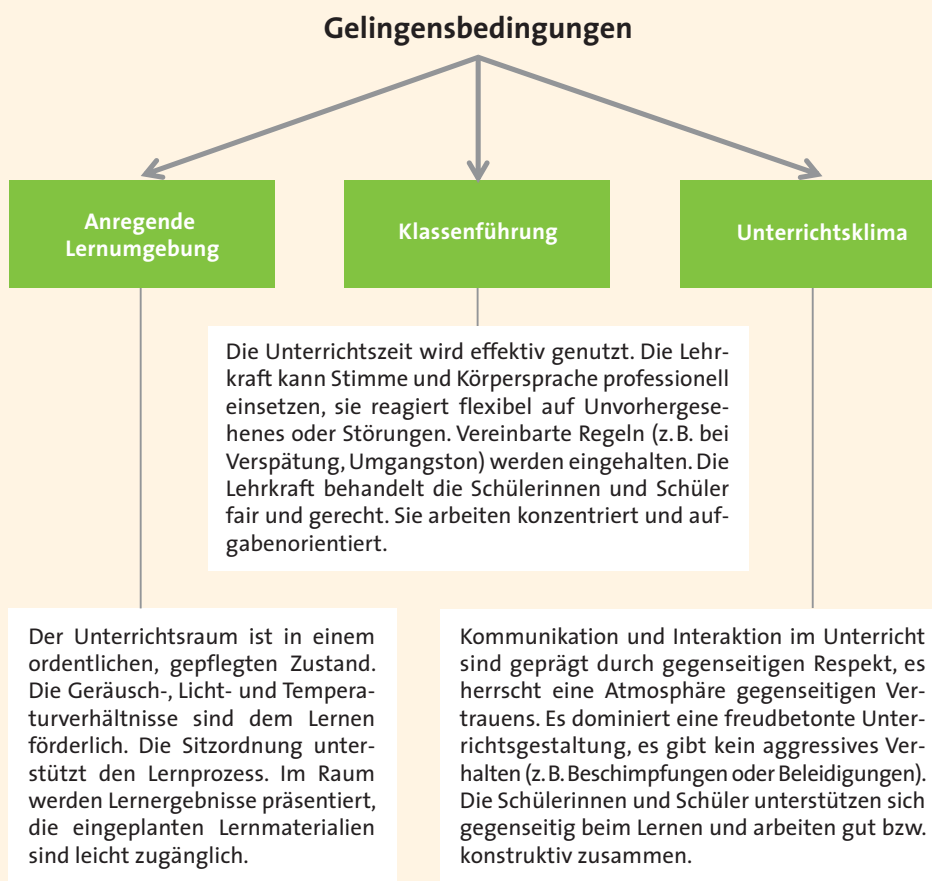 Gelingensbedingungen
Anregende
Lernumgebung
Klassenführung
Unterrichtsklima
Die Unterrichtszeit wird effektiv genutzt. Die Lehr-
kraft kann Stimme und Körpersprache professionell
einsetzen, sie reagiert flexibel auf Unvorhergese-
henes oder Störungen. Vereinbarte Regeln (z. B. bei
Verspätung, Umgangston) werden eingehalten. Die
Lehrkraft behandelt die Schülerinnen und Schüler
fair und gerecht. Sie arbeiten konzentriert und auf-
gabenorientiert.
Der Unterrichtsraum ist in einem
ordentlichen, gepflegten Zustand.
Die Geräusch-, Licht- und Tempera-
turverhältnisse sind dem Lernen
förderlich. Die Sitzordnung unter-
stützt den Lernprozess. Im Raum
werden Lernergebnisse präsentiert,
die eingeplanten Lernmaterialien
sind leicht zugänglich.
Kommunikation und Interaktion im Unterricht
sind geprägt durch gegenseitigen Respekt, es
herrscht eine Atmosphäre gegenseitigen Ver-
trauens. Es dominiert eine freudbetonte Unter-
richtsgestaltung, es gibt kein aggressives Ver-
halten (z. B. Beschimpfungen oder Beleidigungen).
Die Schülerinnen und Schüler unterstützen sich
gegenseitig beim Lernen und arbeiten gut bzw.
konstruktiv zusammen.